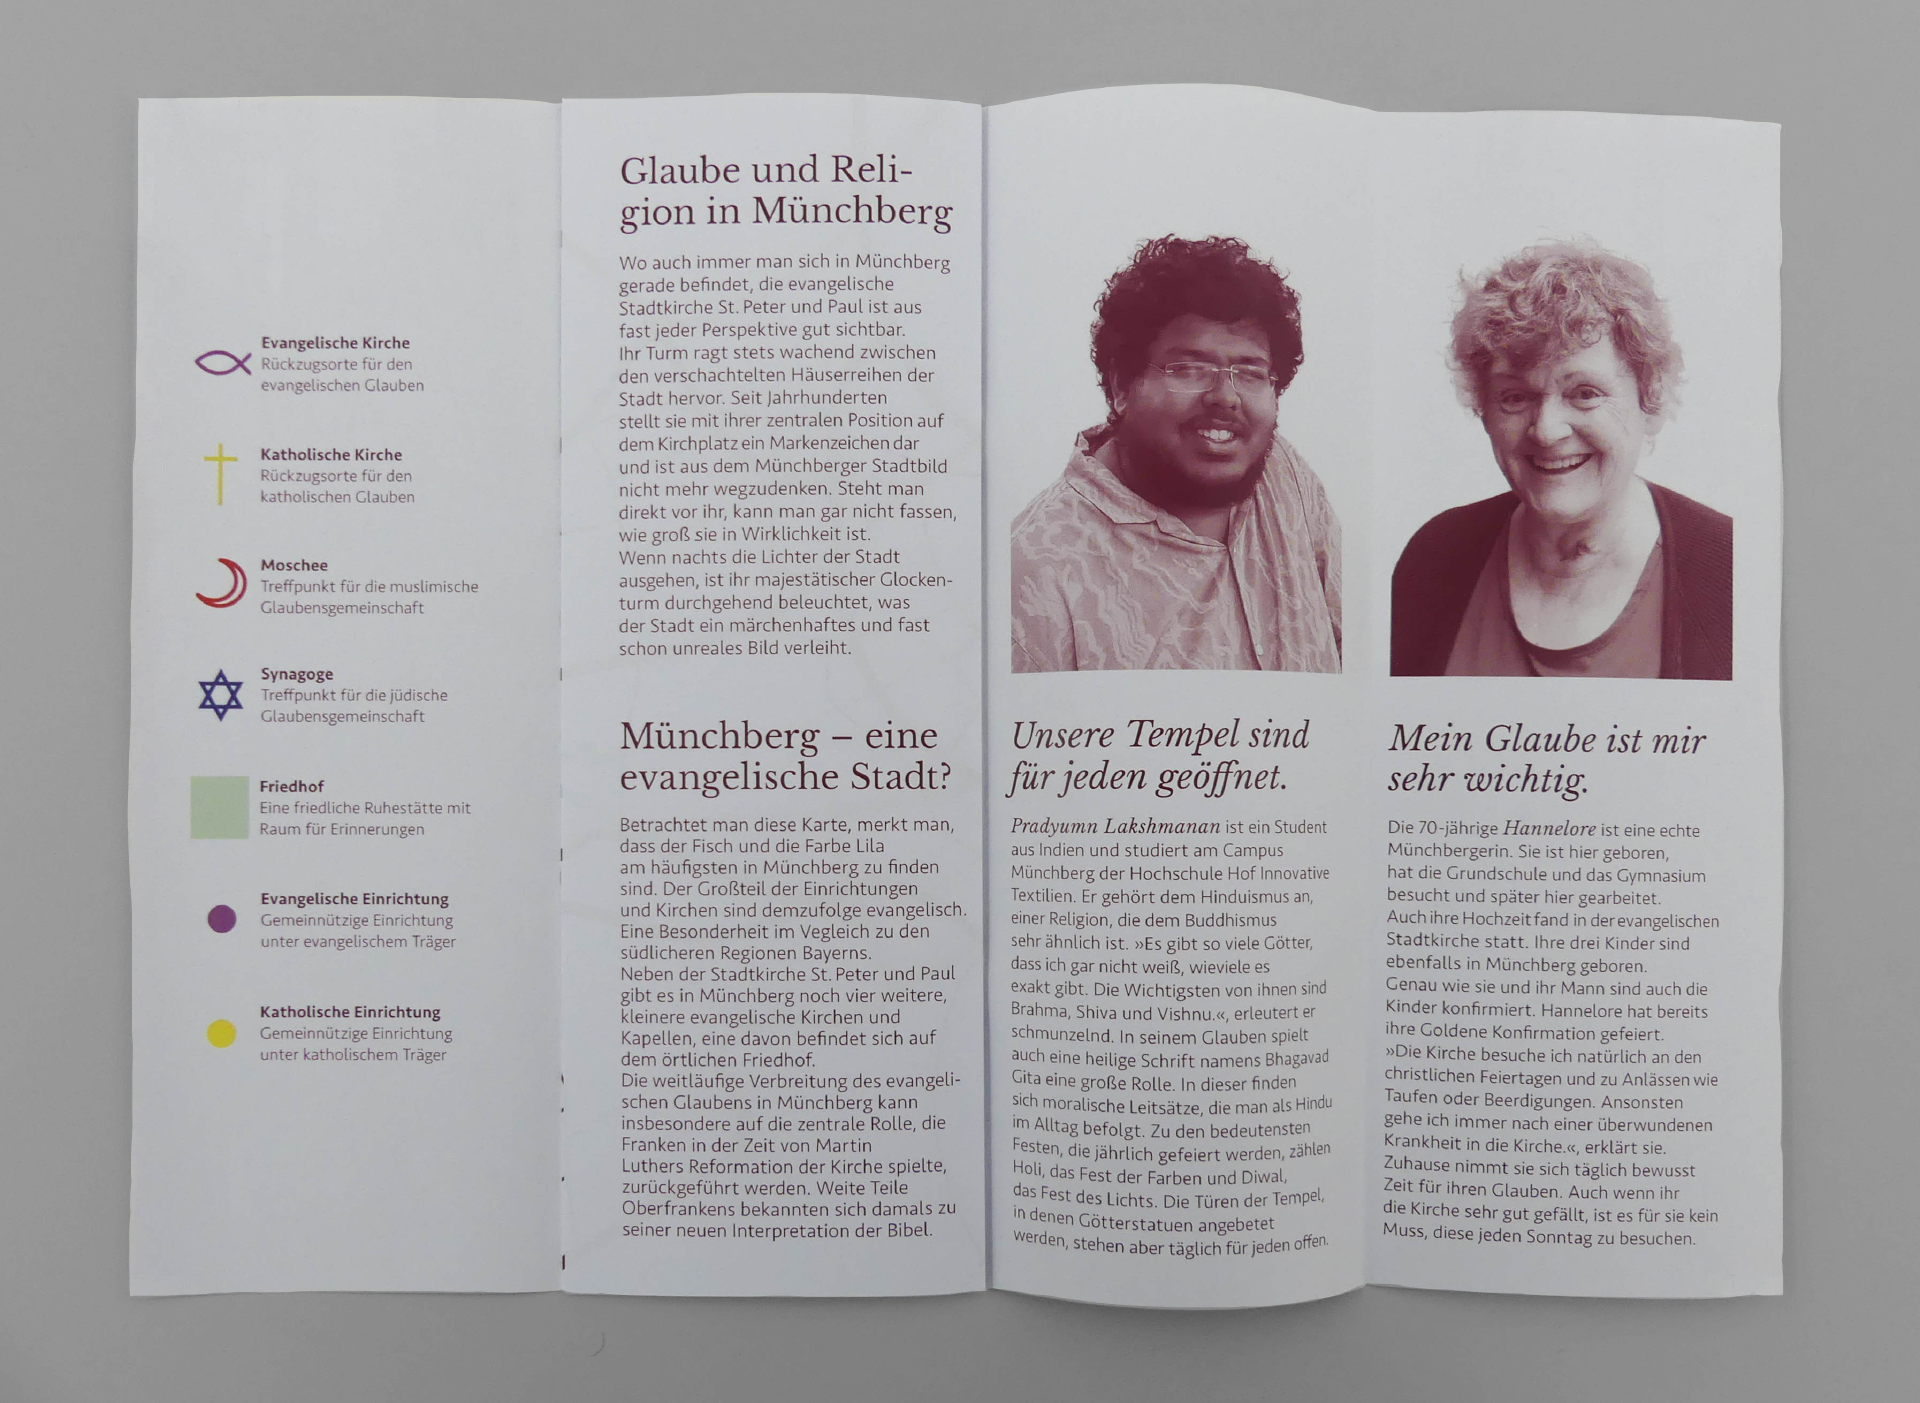 Evangelische Kirche
Rückzugsorte für den
evangelischen Glauben
Katholische Kirche
Rückzugsorte für den
katholischen Glauben
Moschee
Treffpunkt für die muslimische
Glaubensgemeinschaft
Synagoge
Treffpunkt für die jüdische
Glaubensgemeinschaft
Friedhof
Eine friedliche Ruhestätte mit
Raum für Erinnerungen
Evangelische Einrichtung
Gemeinnützige Einrichtung
unter evangelischem Träger
Katholische Einrichtung
Gemeinnützige Einrichtung
unter katholischem Träger
Glaube und Reli-
gion in Münchberg
Wo auch immer man sich in Münchberg
gerade befindet, die evangelische
Stadtkirche St. Peter und Paul ist aus
fast jeder Perspektive gut sichtbar.
Ihr Turm ragt stets wachend zwischen
den verschachtelten Häuserreihen der
Stadt hervor. Seit Jahrhunderten
stellt sie mit ihrer zentralen Position auf
dem Kirchplatz ein Markenzeichen dar
und ist aus dem Münchberger Stadtbild
nicht mehr wegzudenken. Steht man
direkt vor ihr, kann man gar nicht fassen,
wie groß sie in Wirklichkeit ist.
Wenn nachts die Lichter der Stadt
ausgehen, ist ihr majestätischer Glocken-
turm durchgehend beleuchtet, was
der Stadt ein märchenhaftes und fast
schon unreales Bild verleiht.
Münchberg – eine
evangelische Stadt?
Betrachtet man diese Karte, merkt man,
dass der Fisch und die Farbe Lila
am häufigsten in Münchberg zu finden
sind. Der Großteil der Einrichtungen
und Kirchen sind demzufolge evangelisch.
Eine Besonderheit im Vegleich zu den
südlicheren Regionen Bayerns.
Neben der Stadtkirche St. Peter und Paul
gibt es in Münchberg noch vier weitere,
kleinere evangelische Kirchen und
Kapellen, eine davon befindet sich auf
dem örtlichen Friedhof.
Die weitläufige Verbreitung des evangeli-
schen Glaubens in Münchberg kann
insbesondere auf die zentrale Rolle, die
Franken in der Zeit von Martin
Luthers Reformation der Kirche spielte,
zurückgeführt werden. Weite Teile
Oberfrankens bekannten sich damals zu
seiner neuen Interpretation der Bibel.
Unsere Tempel sind
für jeden geöffnet.
Pradyumn Lakshmanan ist ein Student
aus Indien und studiert am Campus
Münchberg der Hochschule Hof Innovative
Textilien. Er gehört dem Hinduismus an,
einer Religion, die dem Buddhismus
sehr ähnlich ist. »Es gibt so viele Götter,
dass ich gar nicht weiß, wieviele es
exakt gibt. Die Wichtigsten von ihnen sind
Brahma, Shiva und Vishnu.«, erleutert er
schmunzelnd. In seinem Glauben spielt
auch eine heilige Schrift namens Bhagavad
Gita eine große Rolle. In dieser finden
sich moralische Leitsätze, die man als Hindu
im Alltag befolgt. Zu den bedeutensten
Festen, die jährlich gefeiert werden, zählen
Holi, das Fest der Farben und Diwal,
das Fest des Lichts. Die Türen der Tempel,
in denen Götterstatuen angebetet
werden, stehen aber täglich für jeden offen.
Mein Glaube ist mir
sehr wichtig.
Die 70-jährige Hannelore ist eine echte
Münchbergerin. Sie ist hier geboren,
hat die Grundschule und das Gymnasium
besucht und später hier gearbeitet.
Auch ihre Hochzeit fand in der evangelischen
Stadtkirche statt. Ihre drei Kinder sind
ebenfalls in Münchberg geboren.
Genau wie sie und ihr Mann sind auch die
Kinder konfirmiert. Hannelore hat bereits
ihre Goldene Konfirmation gefeiert.
»Die Kirche besuche ich natürlich an den
christlichen Feiertagen und zu Anlässen wie
Taufen oder Beerdigungen. Ansonsten
gehe ich immer nach einer überwundenen
Krankheit in die Kirche.«, erklärt sie.
Zuhause nimmt sie sich täglich bewusst
Zeit für ihren Glauben. Auch wenn ihr
die Kirche sehr gut gefällt, ist es für sie kein
Muss, diese jeden Sonntag zu besuchen.